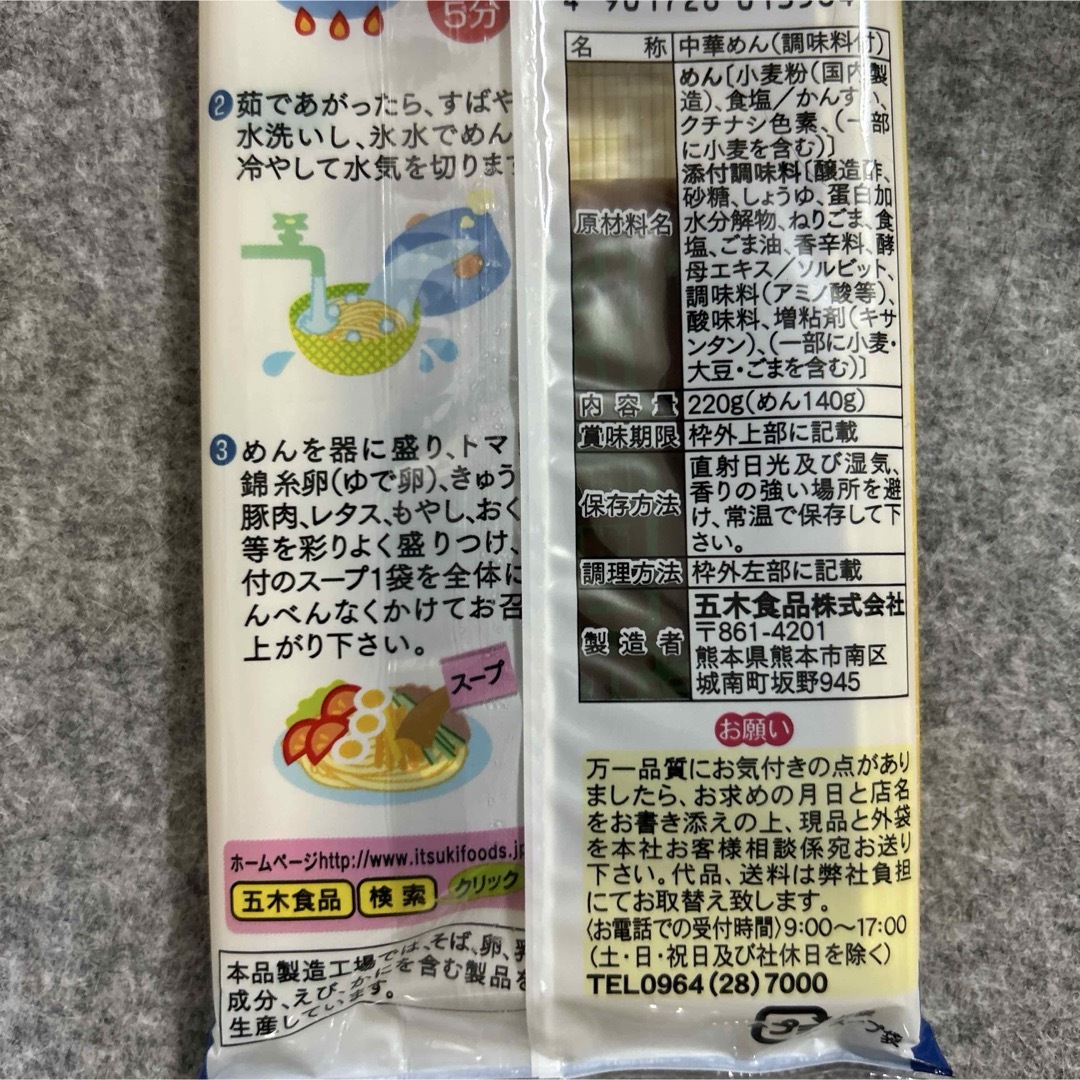 5分
②茹であがったら、すばや
水洗いし、氷水でめん
冷やして水気を切ります
③めんを器に盛り、トマ
錦糸卵(ゆで卵)、きゅう
豚肉、レタス、もやし、おく
等を彩りよく盛りつけ、
付のスープ1袋を全体に
んべんなくかけてお召
上がり下さい。
スープ
ホームページhttp://www.itsukifoods.jp
五木食品 検索 クリック
本品製造工場では、そば、卵、乳
成分、えび、かにを含む製品を
生産しています。
名称 中華めん(調味料付)
原材料名
めん〔小麦粉(国内製
造)、食塩/かんすい、
クチナシ色素、(一部
に小麦を含む)〕
添付調味料〔醸造酢、
砂糖、しょうゆ、蛋白加
水分解物、ねりごま、食
塩、ごま油、香辛料、酵
母エキス/ソルビット、
調味料(アミノ酸等)、
酸味料、増粘剤(キサ
ンタン)、(一部に小麦・
大豆・ごまを含む)〕
内容量 220g(めん140g)
賞味期限 枠外上部に記載
保存方法
直射日光及び湿気、
香りの強い場所を避
け、常温で保存して下
さい。
調理方法 枠外左部に記載
製造者
五木食品株式会社
〒861-4201
熊本県熊本市南区
城南町坂野945
お願い
万一品質にお気付きの点があり
ましたら、お求めの月日と店名
をお書き添えの上、現品と外袋
を本社お客様相談係宛お送り
下さい。代品、送料は弊社負担
にてお取替え致します。
〈お電話での受付時間〉9:00～17:00
(土・日・祝日及び社休日を除く)
TEL0964(28)7000
プラ